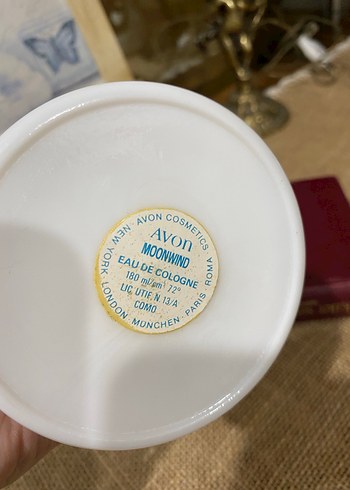 AVON COSMETICS · NEW YORK · LONDON · MUNCHEN · PARIS · ROMA ·
Avon
MOONWIND
EAU DE COLOGNE
180 ml/cm³ 72°
LIC. UTIF. N. 13/A
COMO